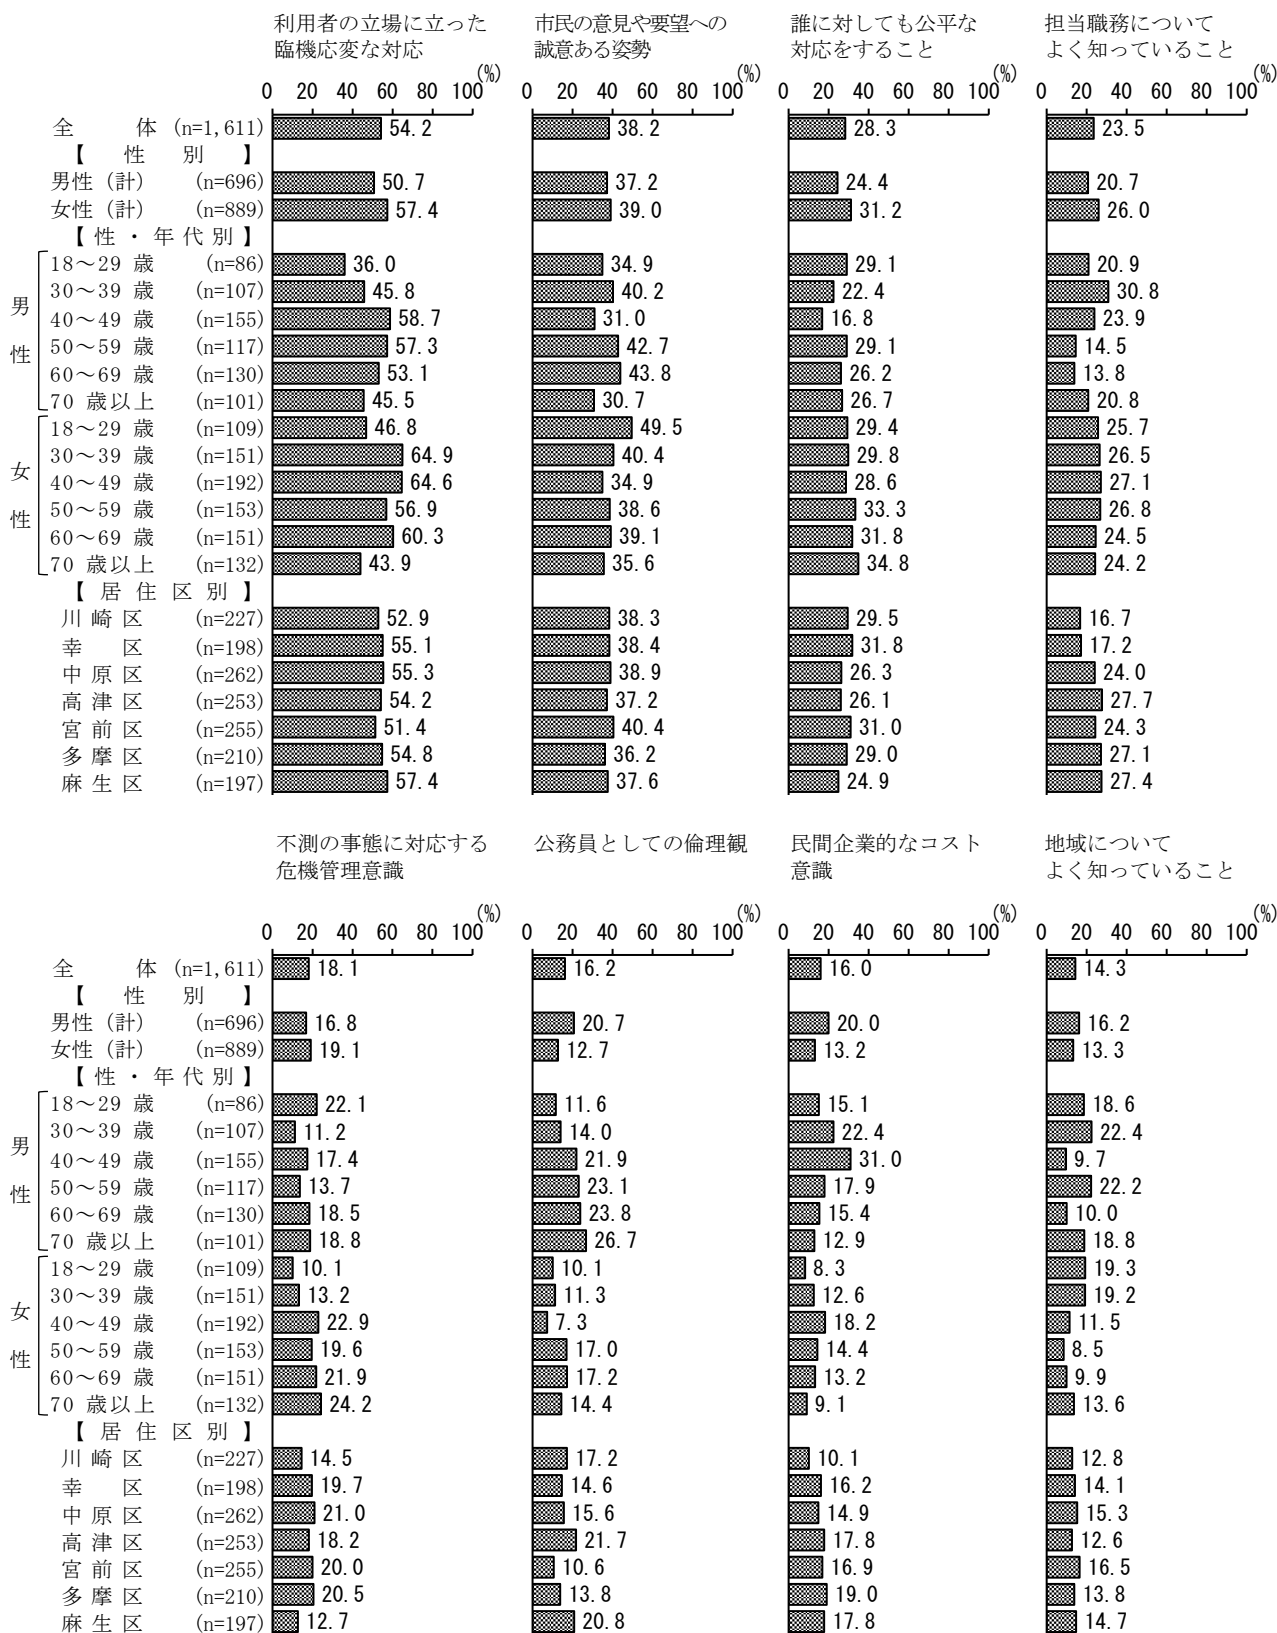 利用者の立場に立った 市民の意見や要望への 誰に対しても公平な 担当職務について
臨機応変な対応 誠意ある姿勢 対応をすること よく知っていること
(%) (%) (%) (%)
0 20 40 60 80 100 0 20 40 60 80 100 0 20 40 60 80 100 0 20 40 60 80 100
全 体 (n=1,611) 54.2 38.2 28.3 23.5
【 性 別 】
男性（計） (n=696) 50.7 37.2 24.4 20.7
女性（計） (n=889) 57.4 39.0 31.2 26.0
【 性 ・ 年 代 別 】
男性
18～29 歳 (n=86) 36.0 34.9 29.1 20.9
30～39 歳 (n=107) 45.8 40.2 22.4 30.8
40～49 歳 (n=155) 58.7 31.0 16.8 23.9
50～59 歳 (n=117) 57.3 42.7 29.1 14.5
60～69 歳 (n=130) 53.1 43.8 26.2 13.8
70 歳以上 (n=101) 45.5 30.7 26.7 20.8
女性
18～29 歳 (n=109) 46.8 49.5 29.4 25.7
30～39 歳 (n=151) 64.9 40.4 29.8 26.5
40～49 歳 (n=192) 64.6 34.9 28.6 27.1
50～59 歳 (n=153) 56.9 38.6 33.3 26.8
60～69 歳 (n=151) 60.3 39.1 31.8 24.5
70 歳以上 (n=132) 43.9 35.6 34.8 24.2
【 居 住 区 別 】
川 崎 区 (n=227) 52.9 38.3 29.5 16.7
幸 区 (n=198) 55.1 38.4 31.8 17.2
中 原 区 (n=262) 55.3 38.9 26.3 24.0
高 津 区 (n=253) 54.2 37.2 26.1 27.7
宮 前 区 (n=255) 51.4 40.4 31.0 24.3
多 摩 区 (n=210) 54.8 36.2 29.0 27.1
麻 生 区 (n=197) 57.4 37.6 24.9 27.4
不測の事態に対応する 公務員としての倫理観 民間企業的なコスト 地域について
危機管理意識 意識 よく知っていること
(%) (%) (%) (%)
0 20 40 60 80 100 0 20 40 60 80 100 0 20 40 60 80 100 0 20 40 60 80 100
全 体 (n=1,611) 18.1 16.2 16.0 14.3
【 性 別 】
男性（計） (n=696) 16.8 20.7 20.0 16.2
女性（計） (n=889) 19.1 12.7 13.2 13.3
【 性 ・ 年 代 別 】
男性
18～29 歳 (n=86) 22.1 11.6 15.1 18.6
30～39 歳 (n=107) 11.2 14.0 22.4 22.4
40～49 歳 (n=155) 17.4 21.9 31.0 9.7
50～59 歳 (n=117) 13.7 23.1 17.9 22.2
60～69 歳 (n=130) 18.5 23.8 15.4 10.0
70 歳以上 (n=101) 18.8 26.7 12.9 18.8
女性
18～29 歳 (n=109) 10.1 10.1 8.3 19.3
30～39 歳 (n=151) 13.2 11.3 12.6 19.2
40～49 歳 (n=192) 22.9 7.3 18.2 11.5
50～59 歳 (n=153) 19.6 17.0 14.4 8.5
60～69 歳 (n=151) 21.9 17.2 13.2 9.9
70 歳以上 (n=132) 24.2 14.4 9.1 13.6
【 居 住 区 別 】
川 崎 区 (n=227) 14.5 17.2 10.1 12.8
幸 区 (n=198) 19.7 14.6 16.2 14.1
中 原 区 (n=262) 21.0 15.6 14.9 15.3
高 津 区 (n=253) 18.2 21.7 17.8 12.6
宮 前 区 (n=255) 20.0 10.6 16.9 16.5
多 摩 区 (n=210) 20.5 13.8 19.0 13.8
麻 生 区 (n=197) 12.7 20.8 17.8 14.7